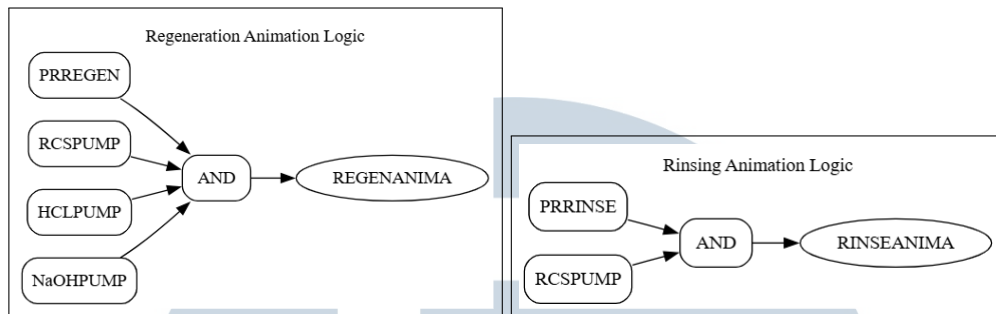 Regeneration Animation Logic
PRREGEN
RCSPUMP
HCLPUMP
NaOHPUMP
AND
REGENANIMA
Rinsing Animation Logic
PRRINSE
RCSPUMP
AND
RINSEANIMA